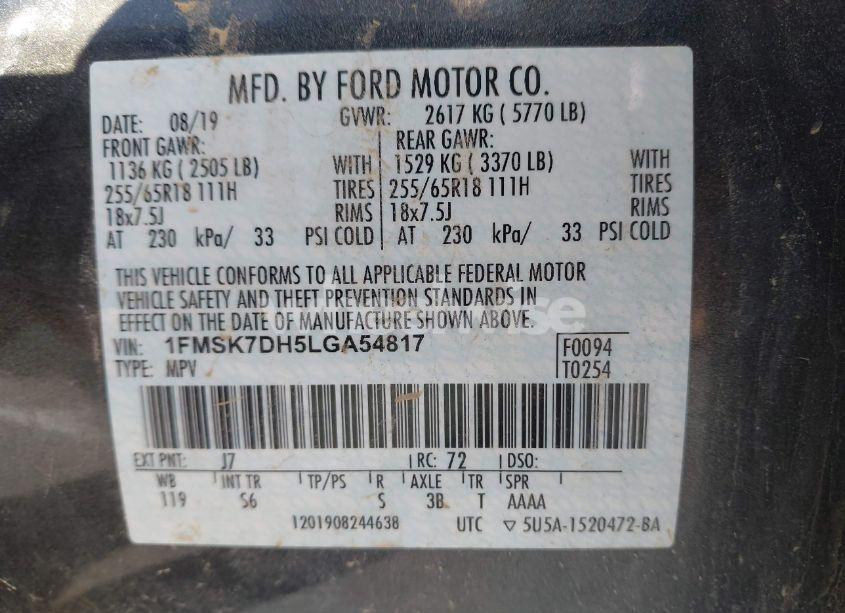 MFD. BY FORD MOTOR CO.
DATE: 08/19 GVWR: 2617 KG ( 5770 LB)
FRONT GAWR: REAR GAWR:
1136 KG ( 2505 LB) WITH 1529 KG ( 3370 LB) WITH
255/65R18 111H TIRES 255/65R18 111H TIRES
18x7.5J RIMS 18x7.5J RIMS
AT 230 kPa/ 33 PSI COLD AT 230 kPa/ 33 PSI COLD
THIS VEHICLE CONFORMS TO ALL APPLICABLE FEDERAL MOTOR
VEHICLE SAFETY AND THEFT PREVENTION STANDARDS IN
EFFECT ON THE DATE OF MANUFACTURE SHOWN ABOVE.
VIN: 1FMSK7DH5LGA54817 F0094
TYPE: MPV T0254
EXT PNT: J7 RC: 72 DSO:
WB INT TR TP/PS R AXLE TR SPR
119 S6 S 3B T AAAA
1201908244638 UTC ▽ 5U5A-1520472-BA